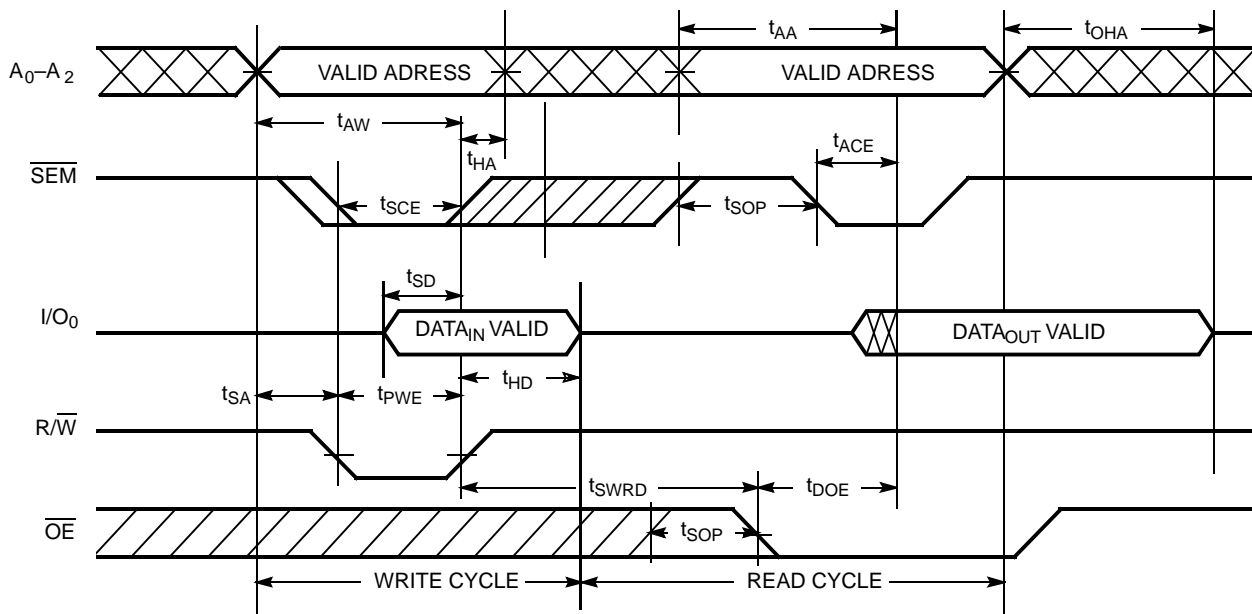 tAA
tOHA
A0–A2
VALID ADRESS
VALID ADRESS
tAW
tHA
tACE
SEM
tSCE
tSOP
tSD
I/O0
DATAIN VALID
DATAOUT VALID
tSA
tPWE
tHD
R/W
tSWRD
tDOE
OE
tSOP
WRITE CYCLE
READ CYCLE